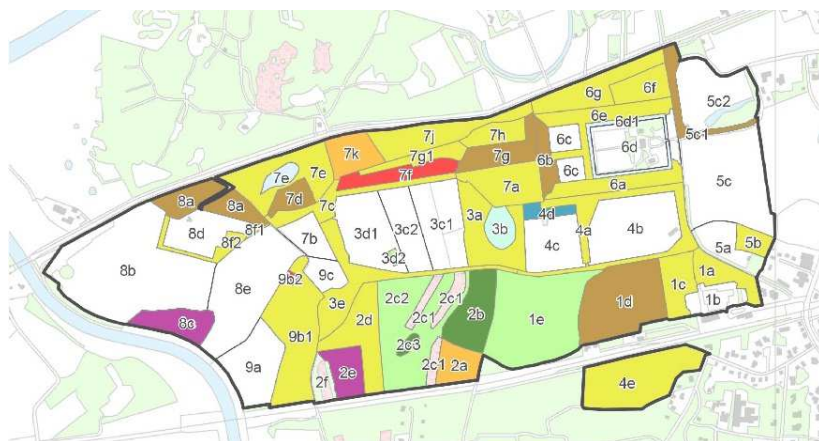 6g
6f
5c2
6e
6d1
5c1
7j
7h
6c
6d
7k
7g1
7g
6b
7e
7e
7f
6c
7a
6a
5c
8a
8a
7d
7c
3d1
3c2
3c1
3a
3b
4d
8d
8f1
8f2
7b
4c
4a
4b
5a
5b
3d2
8b
9c
8e
9b2
1a
3e
2c2
2c1
2b
1e
1d
1c
1b
8c
2d
2c1
9b1
2c3
9a
2f
2e
2c1
2a
4e